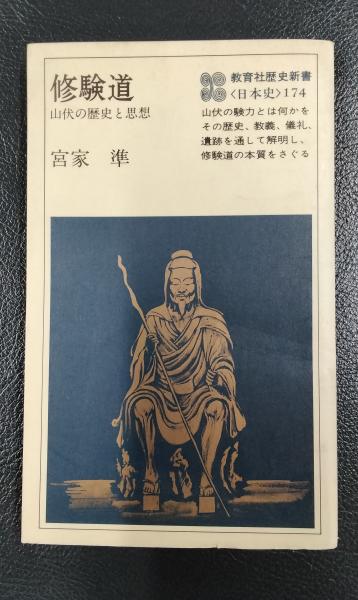 修験道
山伏の歴史と思想
宮家　準
教育社歴史新書
〈日本史〉174
山伏の験力とは何かを
その歴史、教義、儀礼、
遺跡を通して解明し、
修験道の本質をさぐる